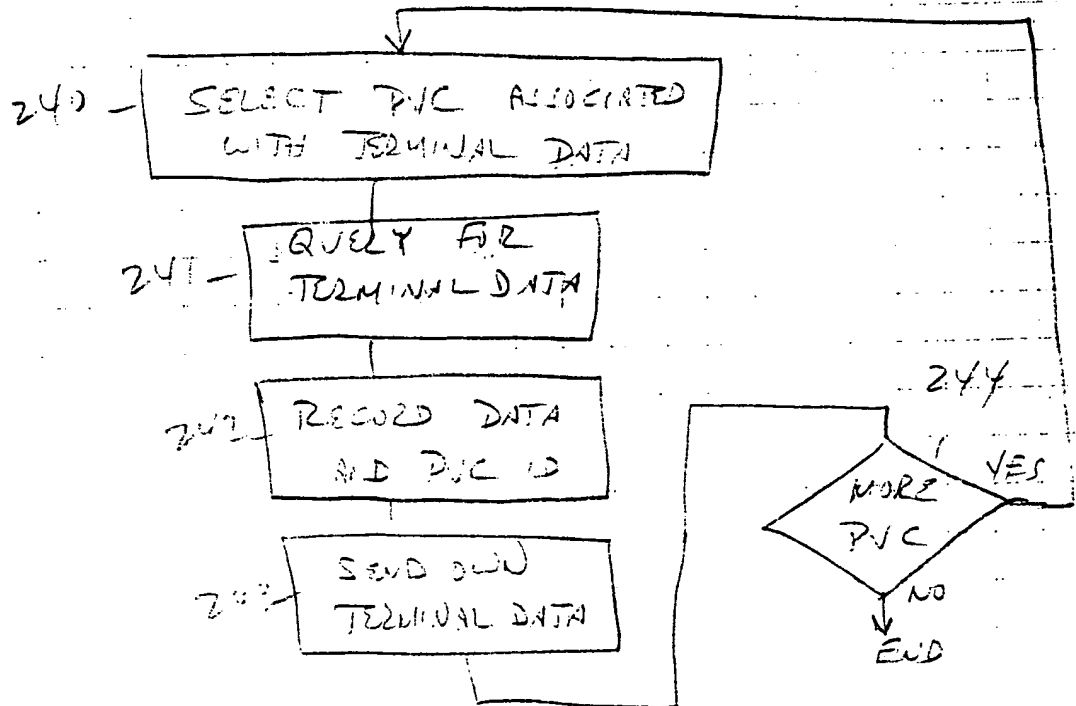 240
SELECT PVC ASSOCIATED
WITH TERMINAL DATA
241
QUERY FOR
TERMINAL DATA
242
RECORD DATA
AND PVC ID
SEND OWN
TERMINAL DATA
244
MORE
PVC
YES
NO
END